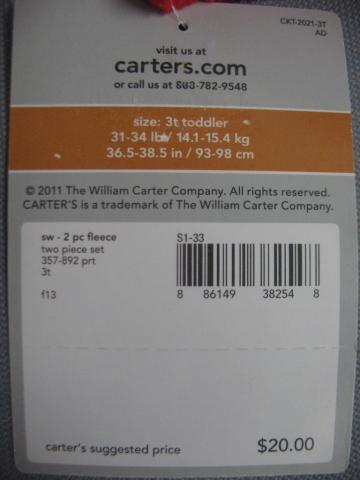 CKT-2021-3T
AD
visit us at
carters.com
or call us at 888-782-9548
size: 3t toddler
31-34 lb/ 14.1-15.4 kg
36.5-38.5 in / 93-98 cm
© 2011 The William Carter Company. All rights reserved.
CARTER'S is a trademark of The William Carter Company.
sw - 2 pc fleece
two piece set
357-892 prt
3t
f13
S1-33
8 86149 38254 8
carter's suggested price
$20.00